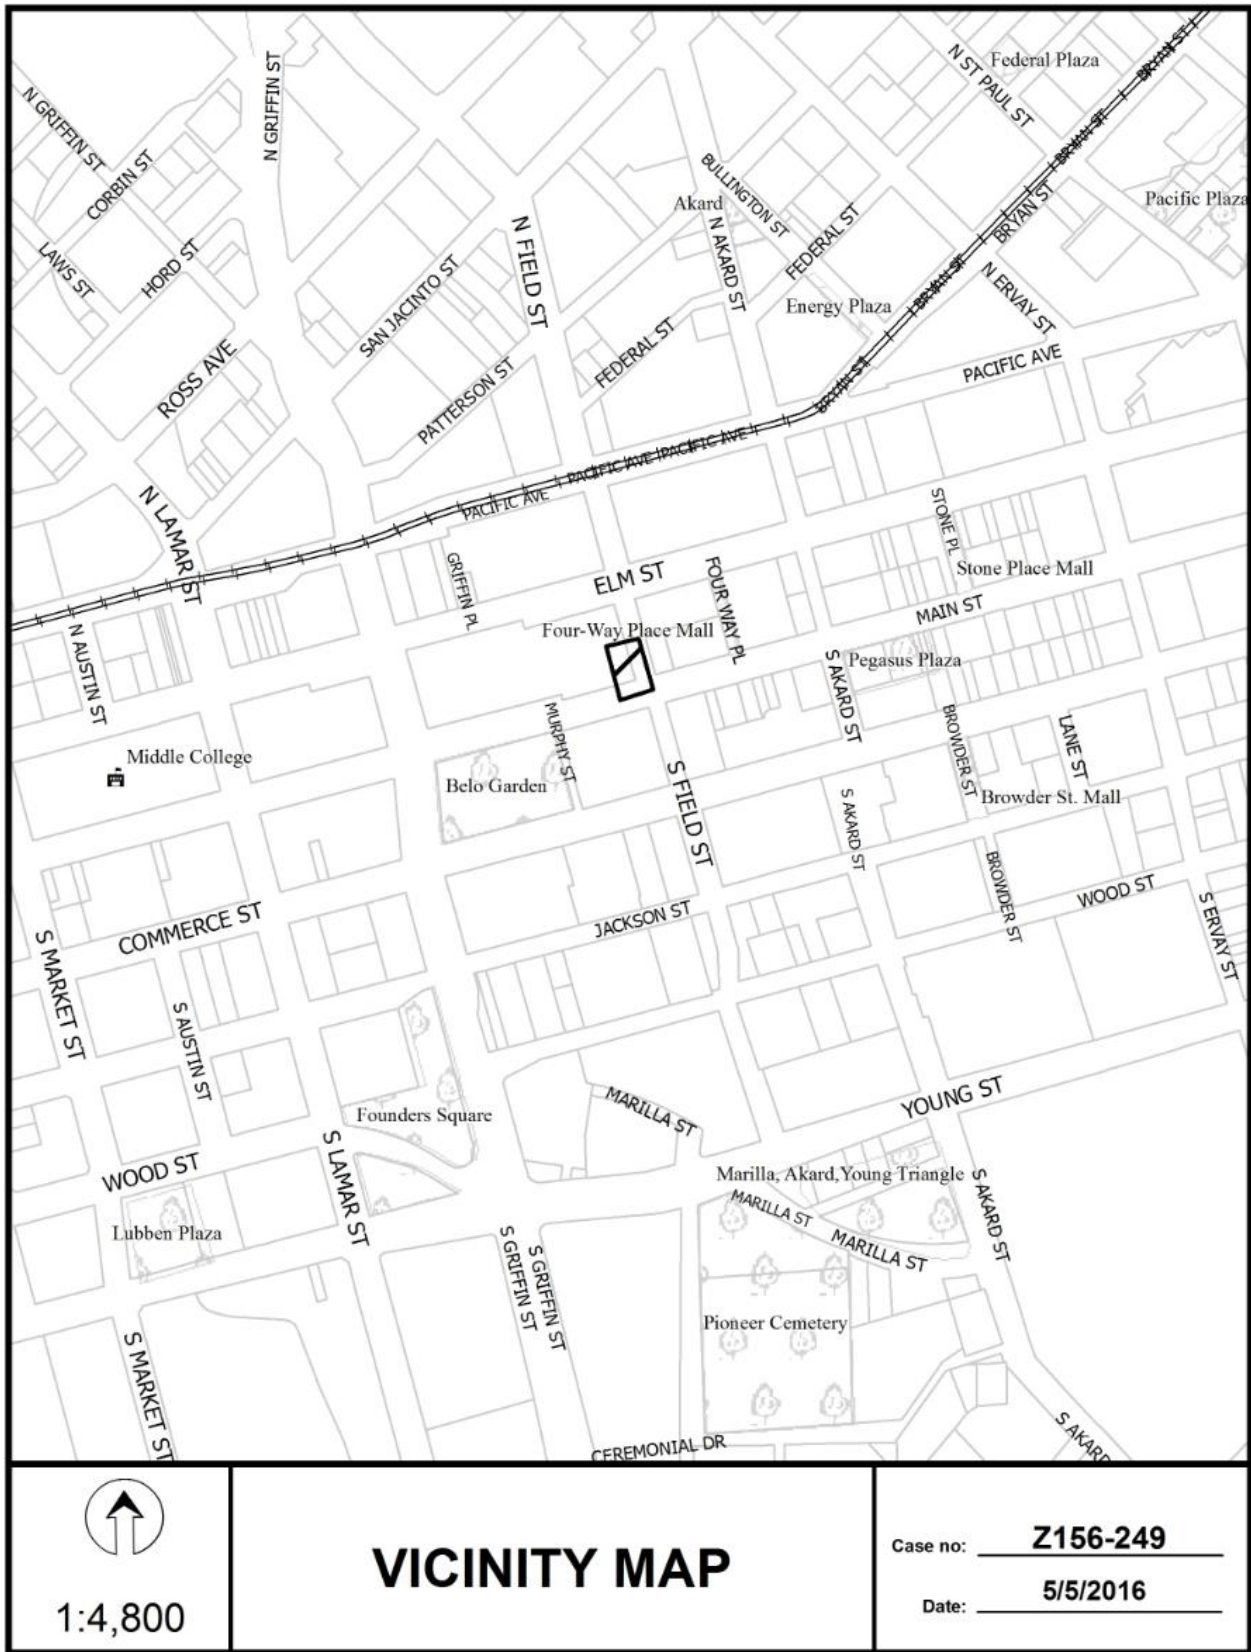 Federal Plaza
N ST PAUL ST
BRYAN ST
N GRIFFIN ST
N GRIFFIN ST
BRYAN ST
CORBIN ST
BULLINGTON ST
Pacific Plaza
Akard
BRYAN ST
N FIELD ST
N AKARD ST
FEDERAL ST
LAWS ST
HORD ST
SAN JACINTO ST
BRYAN ST
N ERVAY ST
Energy Plaza
FEDERAL ST
ROSS AVE
PACIFIC AVE
PATTERSON ST
BRYAN ST
PACIFIC AVE
PACIFIC AVE
PACIFIC AVE
N LAMAR ST
STONE PL
GRIFFIN PL
ELM ST
FOUR WAY PL
Stone Place Mall
MAIN ST
Four-Way Place Mall
N AUSTIN ST
S AKARD ST
Pegasus Plaza
MURPHY ST
BROWDER ST
LANE ST
Middle College
Belo Garden
S FIELD ST
S AKARD ST
Browder St. Mall
BROWDER ST
WOOD ST
S ERVAY ST
COMMERCE ST
JACKSON ST
S MARKET ST
S AUSTIN ST
Founders Square
MARILLA ST
YOUNG ST
WOOD ST
S LAMAR ST
Marilla, Akard,Young Triangle
S AKARD ST
MARILLA ST
MARILLA ST
Lubben Plaza
S GRIFFIN ST
S GRIFFIN ST
Pioneer Cemetery
S MARKET ST
CEREMONIAL DR
S AKARD
1:4,800
VICINITY MAP
Case no: Z156-249
Date: 5/5/2016